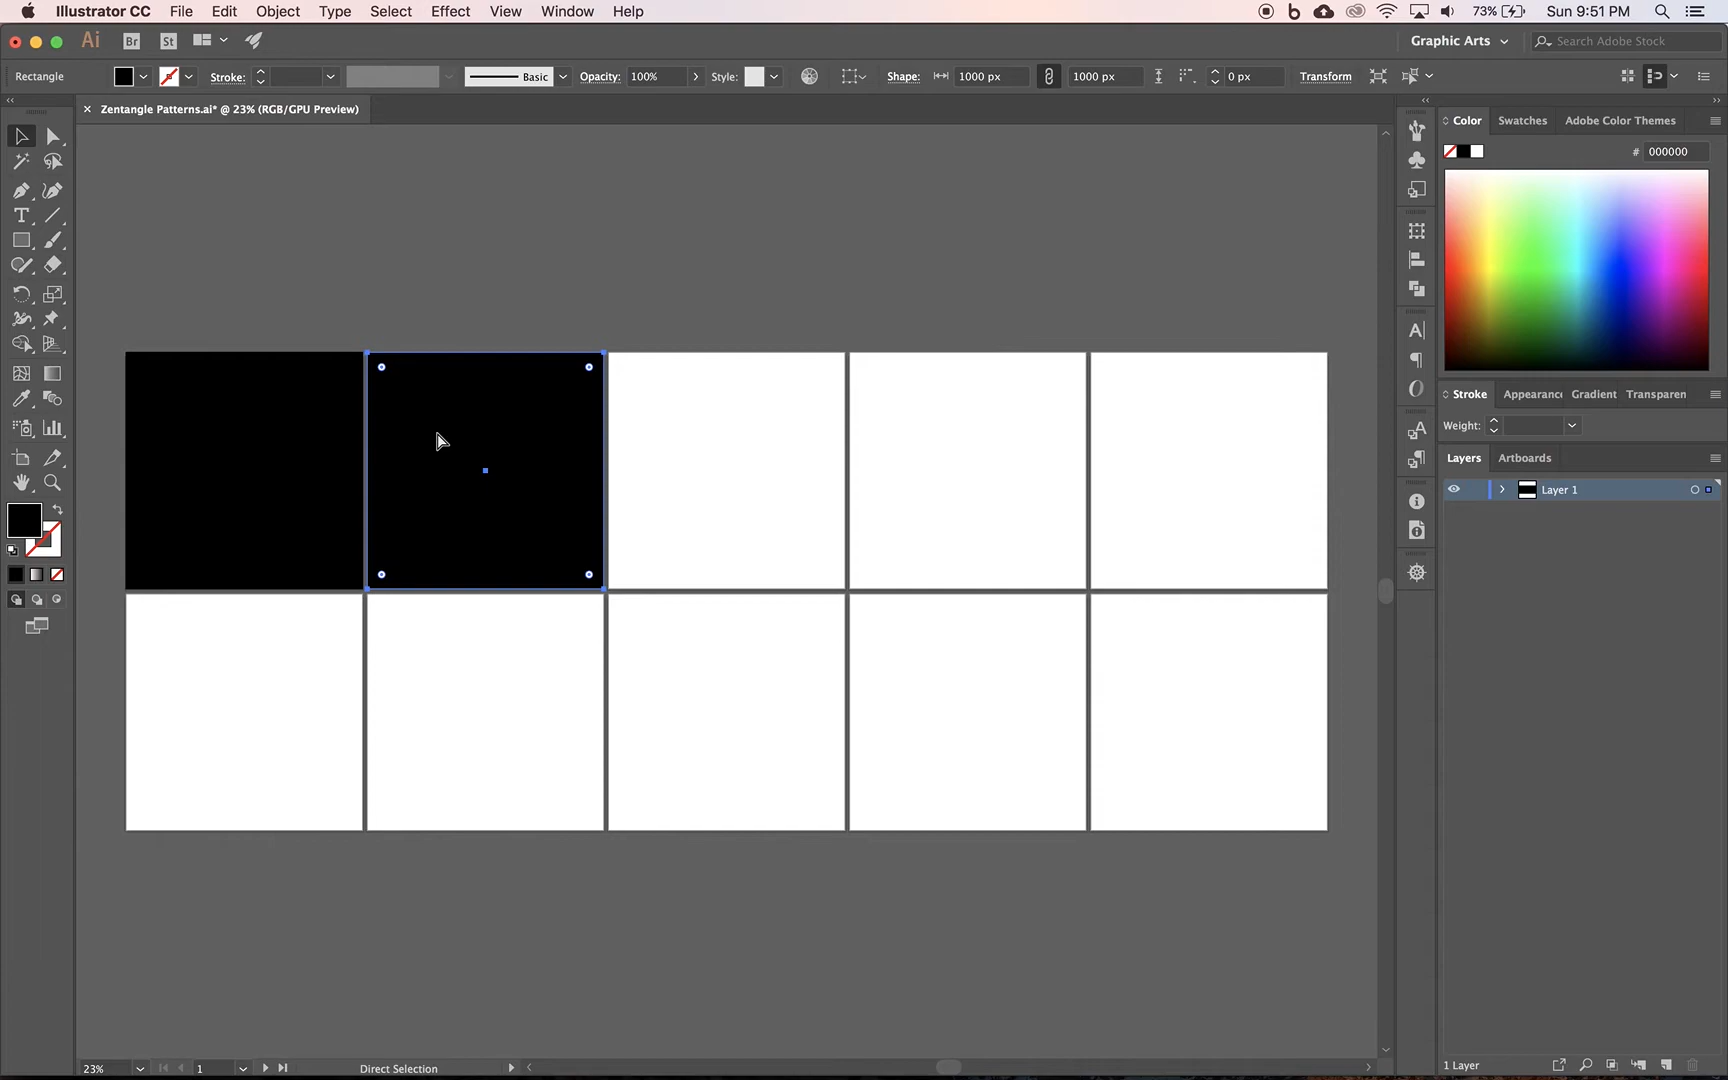 Illustrator CC File Edit Object Type Select Effect View Window Help 73% Sun 9:51 PM
Ai Br St Graphic Arts Search Adobe Stock
Rectangle Stroke: Basic Opacity: 100% Style: Shape: 1000 px 1000 px 0 px Transform
Zentangle Patterns.ai* @ 23% (RGB/GPU Preview)
Color Swatches Adobe Color Themes
# 000000
Stroke Appearanc Gradient Transparen
Weight:
Layers Artboards
Layer 1
23% 1 Direct Selection 1 Layer